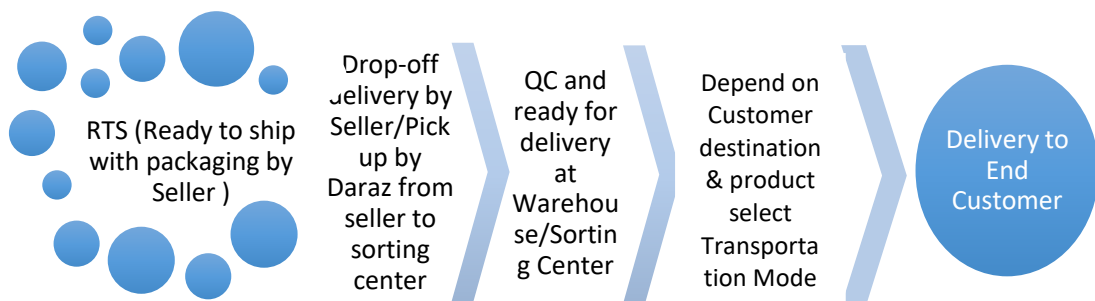 RTS (Ready to ship
with packaging by
Seller )
Drop-off
delivery by
Seller/Pick
up by
Daraz from
seller to
sorting
center
QC and
ready for
delivery
at
Warehou
se/Sortin
g Center
Depend on
Customer
destination
& product
select
Transporta
tion Mode
Delivery to
End
Customer